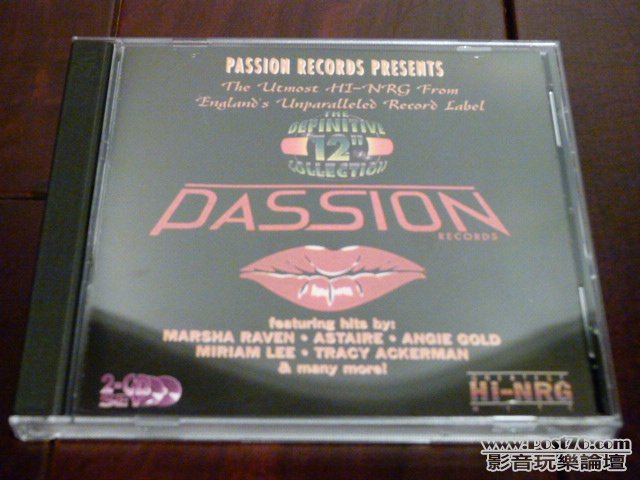 PASSION RECORDS PRESENTS
The Utmost HI-NRG From
England's Unparalleled Record Label
THE
DEFINITIVE
12"
COLLECTION
PASSION
RECORDS
featuring hits by:
MARSHA RAVEN • ASTAIRE • ANGIE GOLD
MIRIAM LEE • TRACY ACKERMAN
& many more!
2-CD
SET
Hi-NRG
www.post76.com
影音玩樂論壇